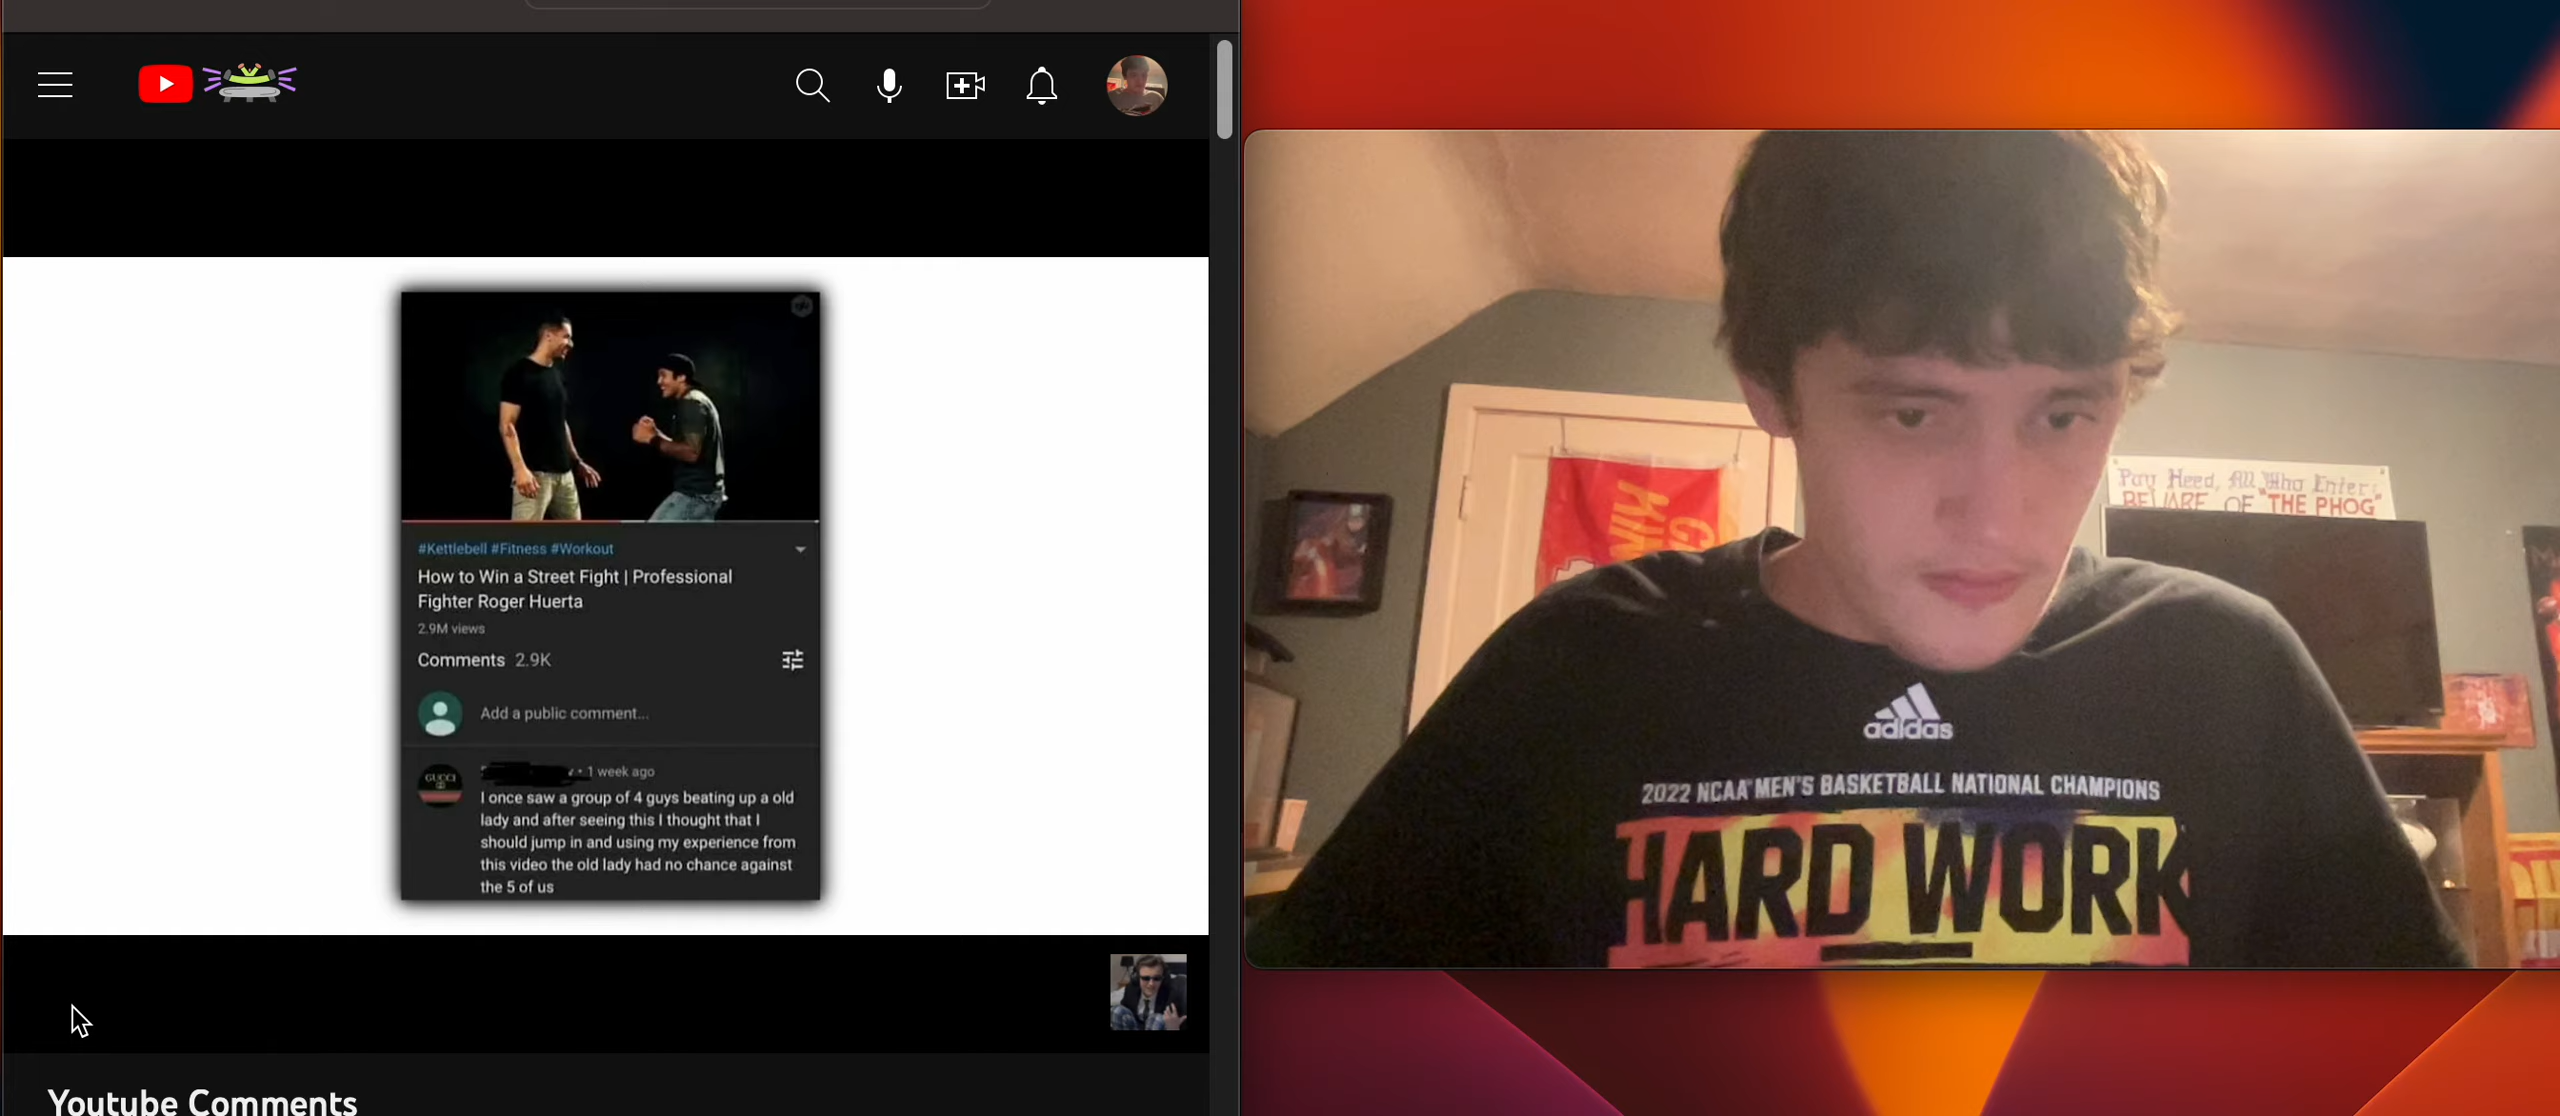 #Kettlebell #Fitness #Workout
How to Win a Street Fight | Professional
Fighter Roger Huerta
2.9M views
Comments 2.9K
Add a public comment...
GUCCI
• 1 week ago
I once saw a group of 4 guys beating up a old
lady and after seeing this I thought that I
should jump in and using my experience from
this video the old lady had no chance against
the 5 of us
Youtube Comments
Pay Heed, All Who Enter:
BEWARE OF "THE PHOG"
adidas
2022 NCAA MEN'S BASKETBALL NATIONAL CHAMPIONS
HARD WORK